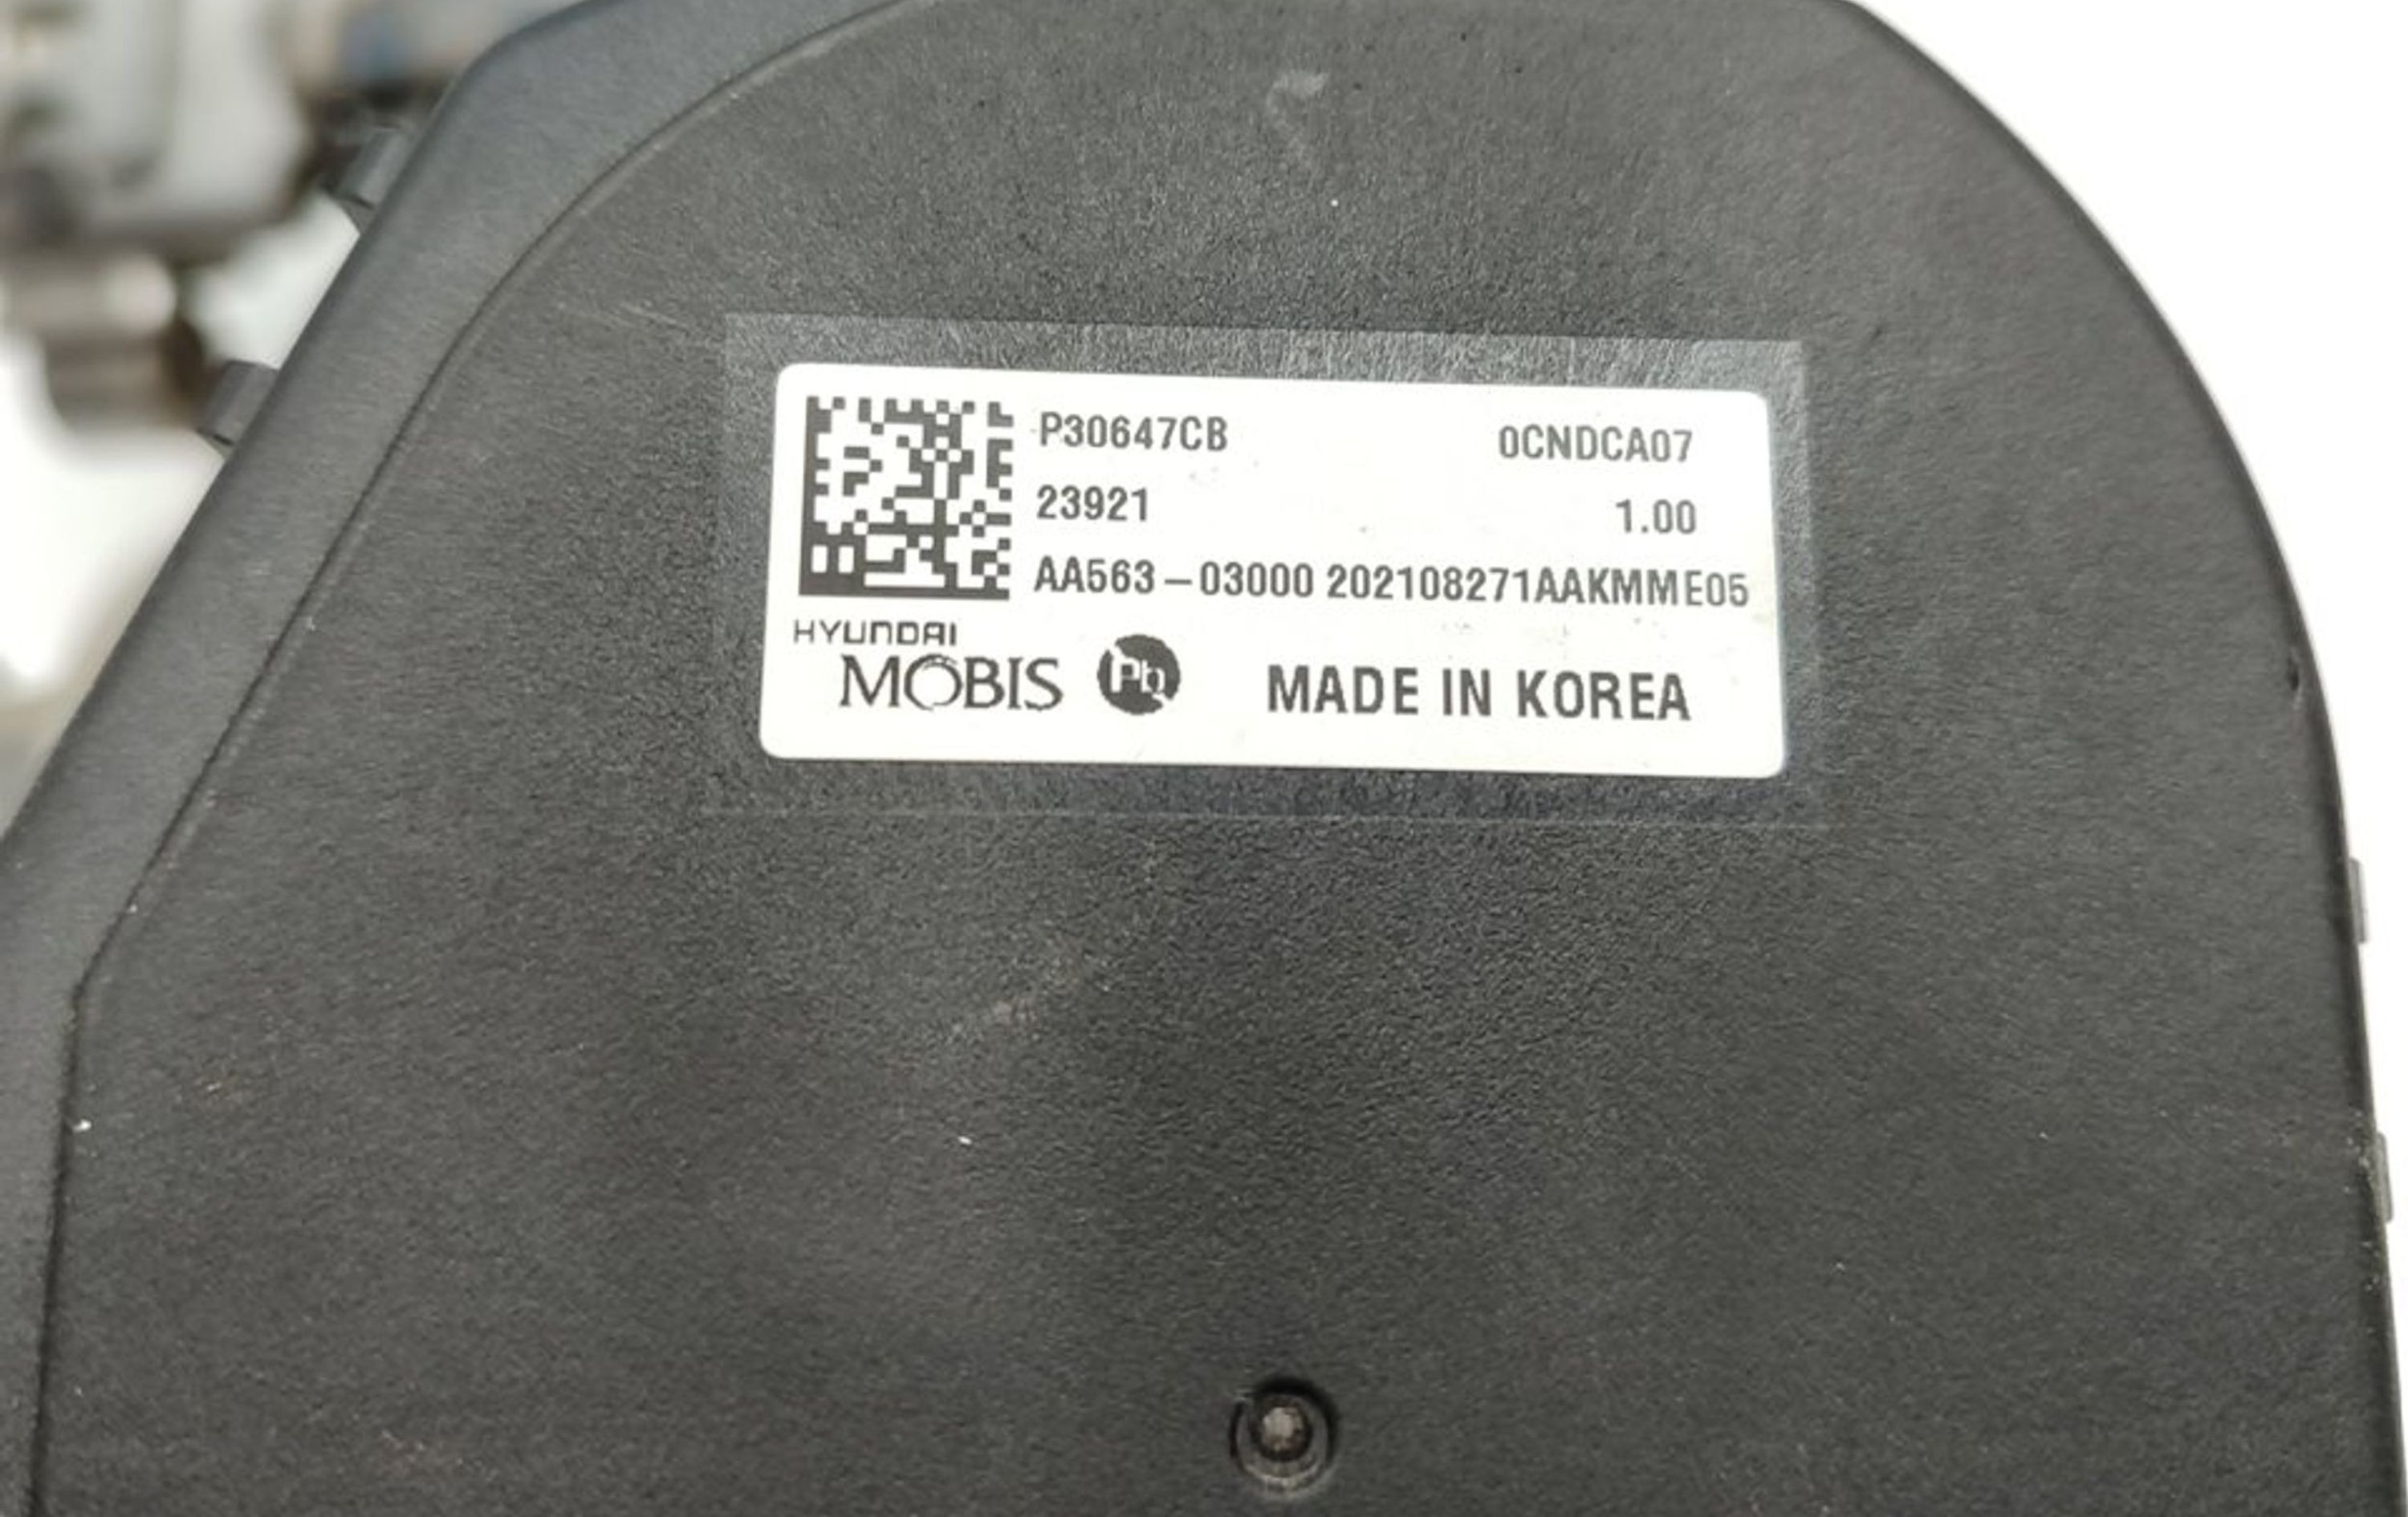 P30647CB 0CNDCA07
23921 1.00
AA563-03000 202108271AAKMME05
HYUNDAI
MOBIS Pb MADE IN KOREA